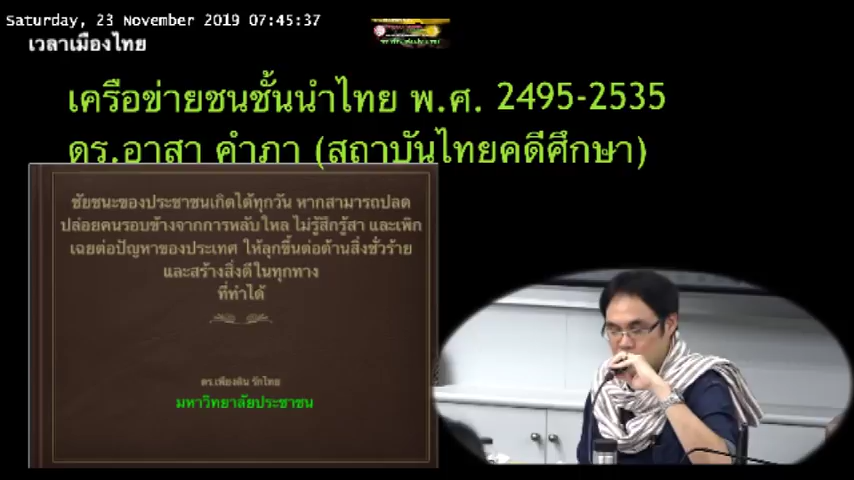 Saturday, 23 November 2019 07:45:37
เวลาเมืองไทย
เครือข่ายชนชั้นนำไทย พ.ศ. 2495-2535
ดร.อาสา คำภา (สถาบันไทยคดีศึกษา)
ชัยชนะของประชาชนเกิดได้ทุกวัน หากสามารถปลด
ปล่อยคนรอบข้างจากการหลับใหล ไม่รู้สึกรู้สา และเพิก
เฉยต่อปัญหาของประเทศ ให้ลุกขึ้นต่อต้านสิ่งชั่วร้าย
และสร้างสิ่งดีในทุกทาง
ที่ทำได้
ดร.เพียงดิน รักไทย
มหาวิทยาลัยประชาชน